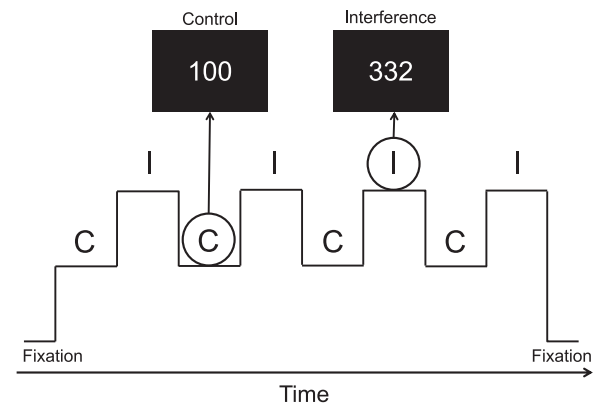 Control
Interference
100
332
I
I
I
I
C
C
C
C
Fixation
Fixation
Time